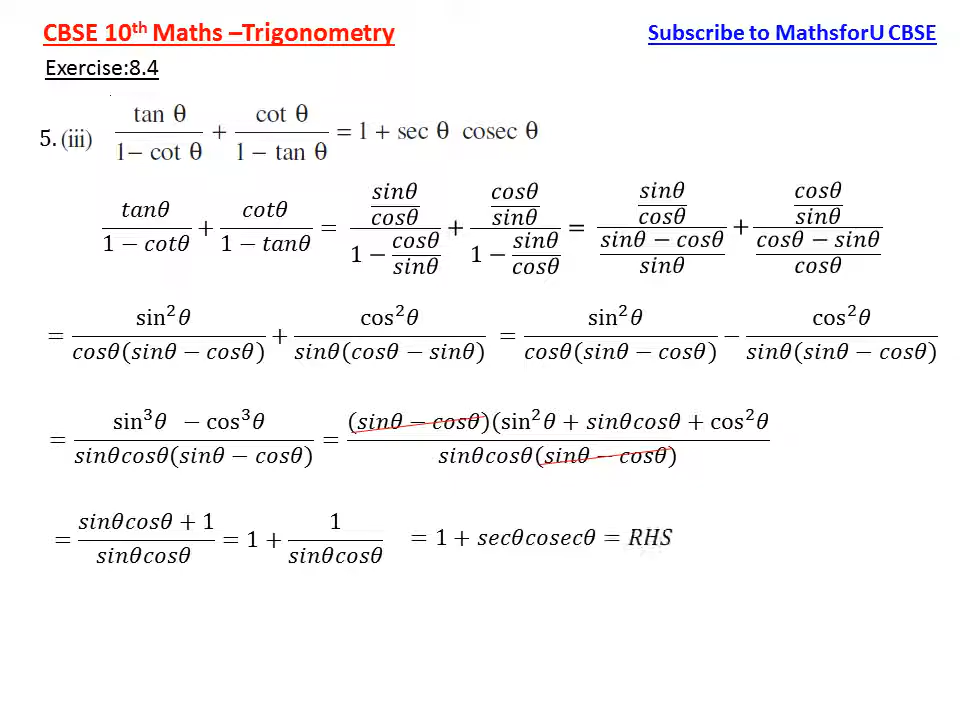 CBSE 10th Maths –Trigonometry Subscribe to MathsforU CBSE
Exercise:8.4
5. (iii) tan θ / 1− cot θ + cot θ / 1 − tan θ = 1 + sec θ cosec θ
tanθ / 1 − cotθ + cotθ / 1 − tanθ = (sinθ/cosθ) / (1 − cosθ/sinθ) + (cosθ/sinθ) / (1 − sinθ/cosθ) = (sinθ/cosθ) / ((sinθ − cosθ)/sinθ) + (cosθ/sinθ) / ((cosθ − sinθ)/cosθ)
= sin²θ / cosθ(sinθ − cosθ) + cos²θ / sinθ(cosθ − sinθ) = sin²θ / cosθ(sinθ − cosθ) − cos²θ / sinθ(sinθ − cosθ)
= sin³θ − cos³θ / sinθcosθ(sinθ − cosθ) = (sinθ − cosθ)(sin²θ + sinθcosθ + cos²θ / sinθcosθ(sinθ − cosθ)
= sinθcosθ + 1 / sinθcosθ = 1 + 1 / sinθcosθ = 1 + secθcosecθ = RHS